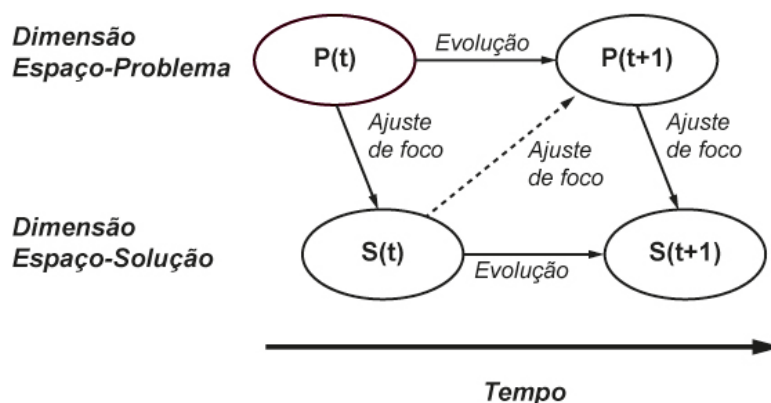 Dimensão
Espaço-Problema
P(t)
Evolução
P(t+1)
Ajuste
de foco
Ajuste
de foco
Ajuste
de foco
Dimensão
Espaço-Solução
S(t)
Evolução
S(t+1)
Tempo